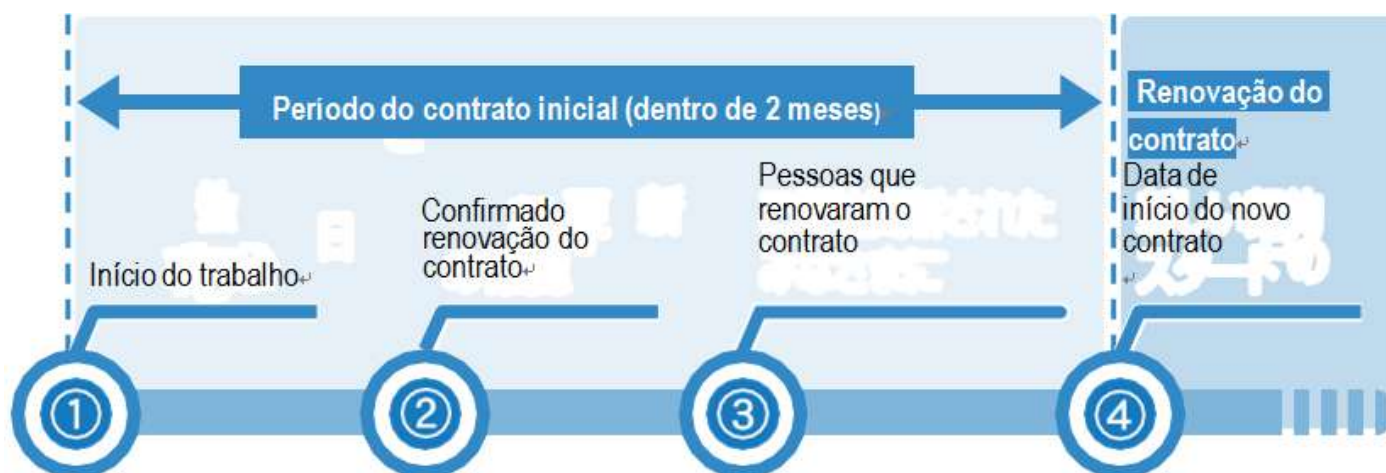 Período do contrato inicial (dentro de 2 meses)
Renovação do
contrato
Início do trabalho
①
Confirmado
renovação do
contrato
②
Pessoas que
renovaram o
contrato
③
Data de
início do novo
contrato
④